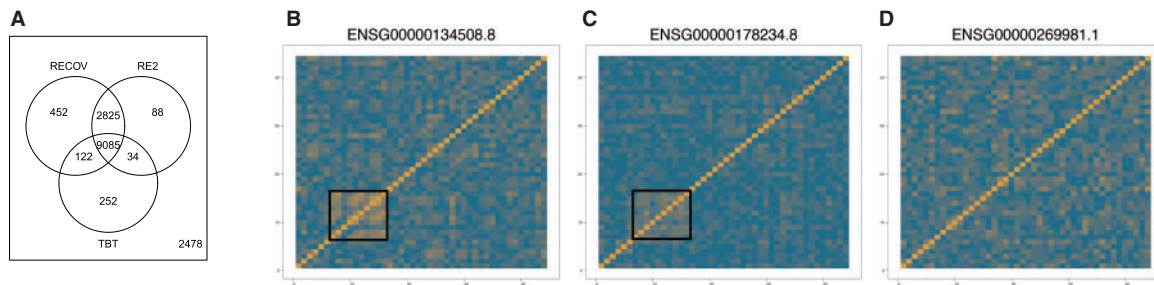 A
B
C
D
RECOV
RE2
452
2825
88
9085
122
34
252
TBT
2478
ENSG00000134508.8
ENSG00000178234.8
ENSG00000269981.1